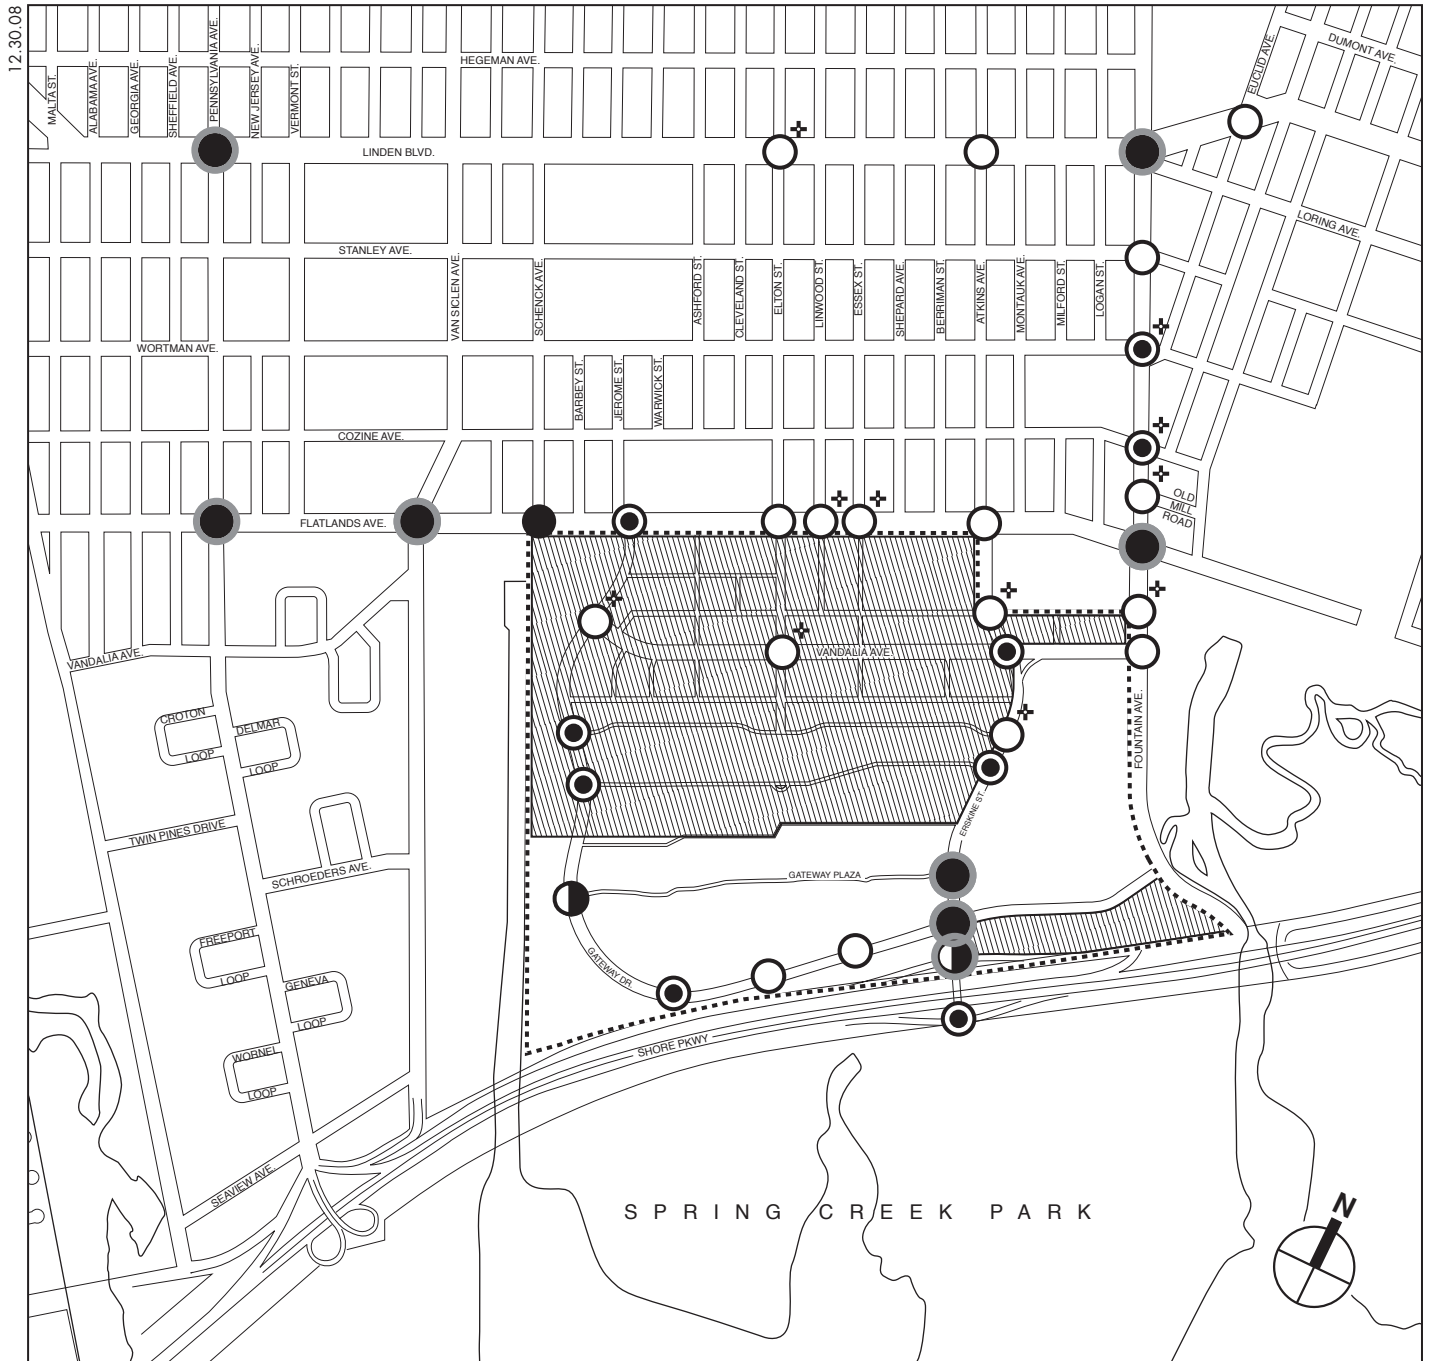 12.30.08
MALTA ST.
ALABAMA AVE.
GEORGIA AVE.
SHEFFIELD AVE.
PENNSYLVANIA AVE.
NEW JERSEY AVE.
VERMONT ST.
HEGEMAN AVE.
EUCLID AVE.
DUMONT AVE.
LINDEN BLVD.
LORING AVE.
STANLEY AVE.
VAN SICLEN AVE.
SCHENCK AVE.
ASHFORD ST.
CLEVELAND ST.
ELTON ST.
LINWOOD ST.
ESSEX ST.
SHEPARD AVE.
BERRIMAN ST.
ATKINS AVE.
MONTAUK AVE.
MILFORD ST.
LOGAN ST.
WORTMAN AVE.
BARBEY ST.
JEROME ST.
WARWICK ST.
COZINE AVE.
OLD
MILL
ROAD
FLATLANDS AVE.
VANDALIA AVE.
VANDALIA AVE.
FOUNTAIN AVE.
CROTON
LOOP
DELMAR
LOOP
TWIN PINES DRIVE
SCHROEDERS AVE.
ERSKINE ST.
GATEWAY PLAZA
FREEPORT
LOOP
GATEWAY DR.
GENEVA
LOOP
WORNEL
LOOP
SHORE PKWY
SEAVIEW AVE.
SPRING CREEK PARK
N